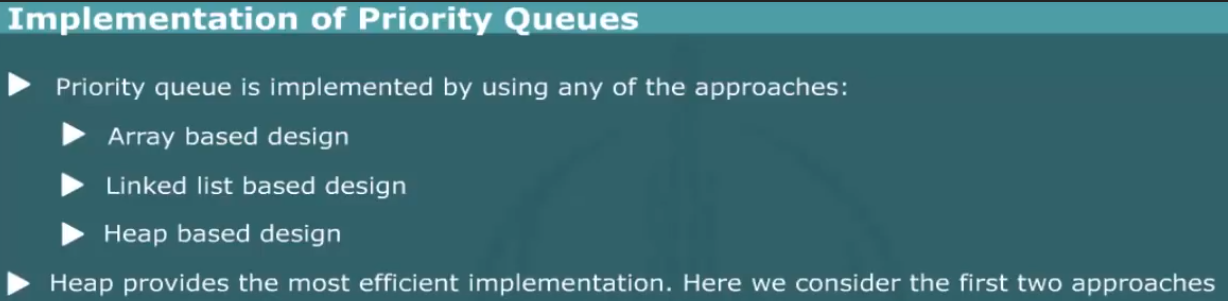 Implementation of Priority Queues
Priority queue is implemented by using any of the approaches:
Array based design
Linked list based design
Heap based design
Heap provides the most efficient implementation. Here we consider the first two approaches